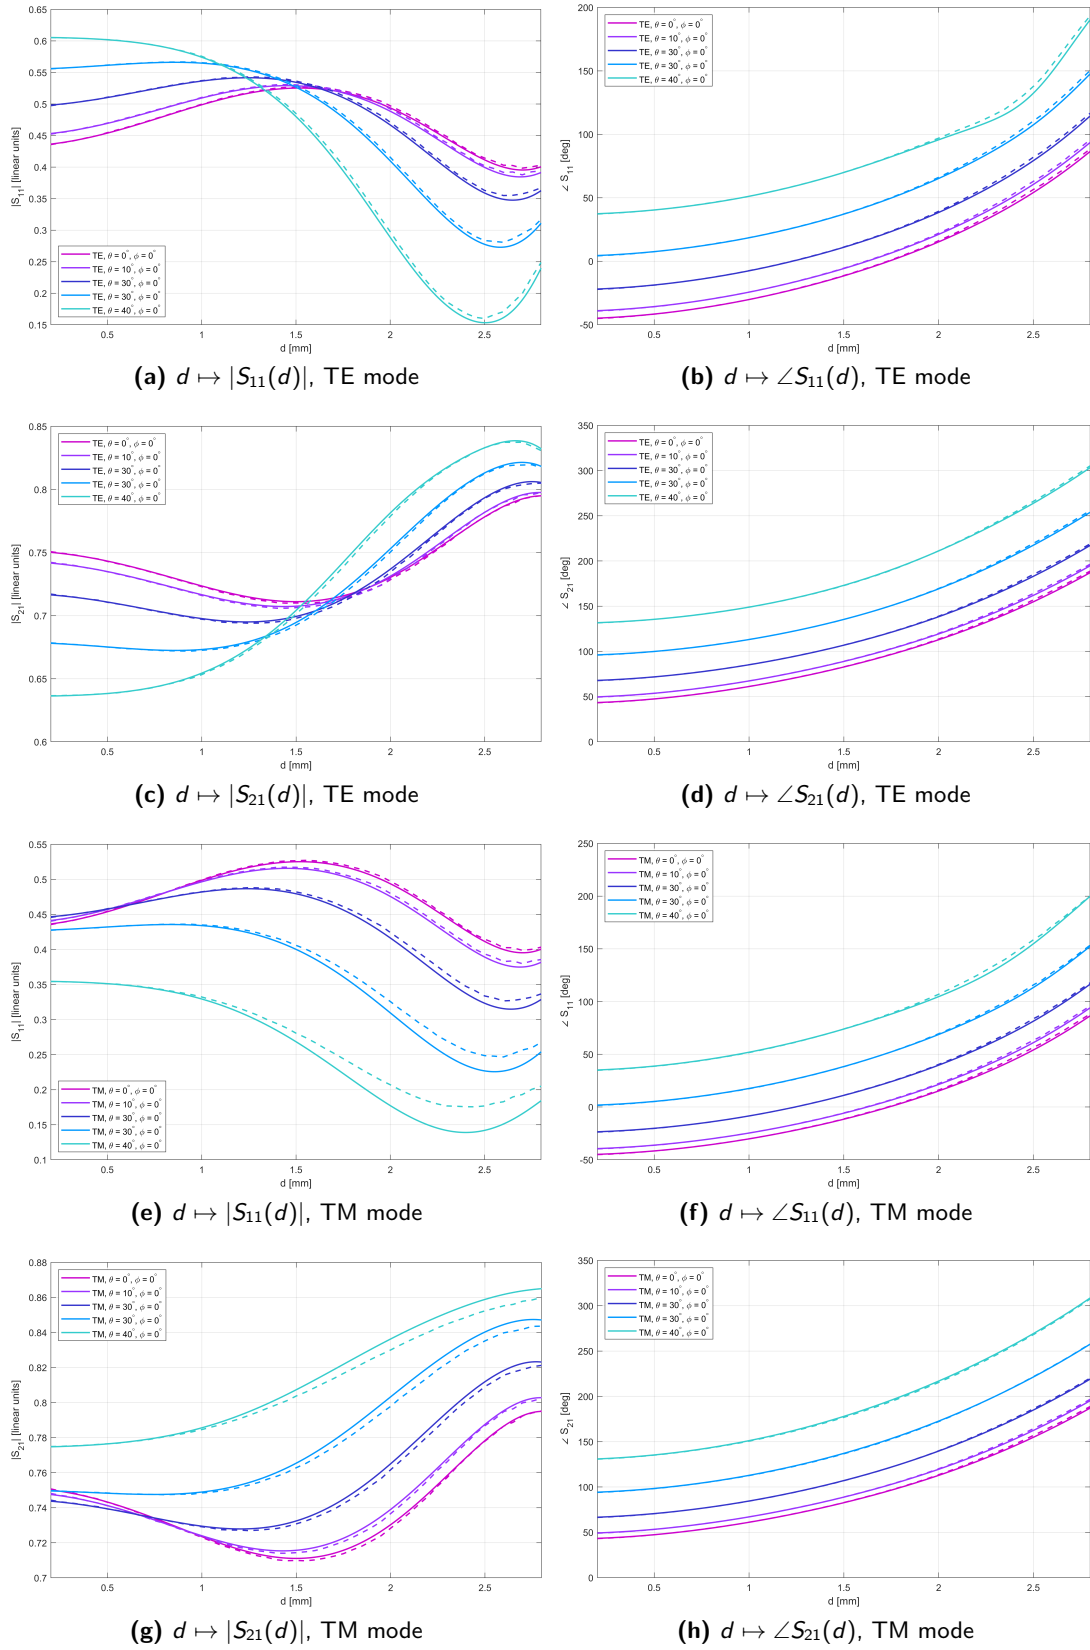 0.65
0.6
0.55
0.5
0.45
0.4
0.35
0.3
0.25
0.2
0.15
|S11| [linear units]
TE, θ = 0°, ϕ = 0°
TE, θ = 10°, ϕ = 0°
TE, θ = 30°, ϕ = 0°
TE, θ = 30°, ϕ = 0°
TE, θ = 40°, ϕ = 0°
0.5 1 1.5 2 2.5
d [mm]
(a) d ↦ |S11(d)|, TE mode
200
150
100
50
0
-50
∠ S11 [deg]
TE, θ = 0°, ϕ = 0°
TE, θ = 10°, ϕ = 0°
TE, θ = 30°, ϕ = 0°
TE, θ = 30°, ϕ = 0°
TE, θ = 40°, ϕ = 0°
0.5 1 1.5 2 2.5
d [mm]
(b) d ↦ ∠S11(d), TE mode
0.85
0.8
0.75
0.7
0.65
0.6
|S21| [linear units]
TE, θ = 0°, ϕ = 0°
TE, θ = 10°, ϕ = 0°
TE, θ = 30°, ϕ = 0°
TE, θ = 30°, ϕ = 0°
TE, θ = 40°, ϕ = 0°
0.5 1 1.5 2 2.5
d [mm]
(c) d ↦ |S21(d)|, TE mode
350
300
250
200
150
100
50
0
∠ S21 [deg]
TE, θ = 0°, ϕ = 0°
TE, θ = 10°, ϕ = 0°
TE, θ = 30°, ϕ = 0°
TE, θ = 30°, ϕ = 0°
TE, θ = 40°, ϕ = 0°
0.5 1 1.5 2 2.5
d [mm]
(d) d ↦ ∠S21(d), TE mode
0.55
0.5
0.45
0.4
0.35
0.3
0.25
0.2
0.15
0.1
|S11| [linear units]
TM, θ = 0°, ϕ = 0°
TM, θ = 10°, ϕ = 0°
TM, θ = 30°, ϕ = 0°
TM, θ = 30°, ϕ = 0°
TM, θ = 40°, ϕ = 0°
0.5 1 1.5 2 2.5
d [mm]
(e) d ↦ |S11(d)|, TM mode
250
200
150
100
50
0
-50
∠ S11 [deg]
TM, θ = 0°, ϕ = 0°
TM, θ = 10°, ϕ = 0°
TM, θ = 30°, ϕ = 0°
TM, θ = 30°, ϕ = 0°
TM, θ = 40°, ϕ = 0°
0.5 1 1.5 2 2.5
d [mm]
(f) d ↦ ∠S11(d), TM mode
0.88
0.86
0.84
0.82
0.8
0.78
0.76
0.74
0.72
0.7
|S21| [linear units]
TM, θ = 0°, ϕ = 0°
TM, θ = 10°, ϕ = 0°
TM, θ = 30°, ϕ = 0°
TM, θ = 30°, ϕ = 0°
TM, θ = 40°, ϕ = 0°
0.5 1 1.5 2 2.5
d [mm]
(g) d ↦ |S21(d)|, TM mode
350
300
250
200
150
100
50
0
∠ S21 [deg]
TM, θ = 0°, ϕ = 0°
TM, θ = 10°, ϕ = 0°
TM, θ = 30°, ϕ = 0°
TM, θ = 30°, ϕ = 0°
TM, θ = 40°, ϕ = 0°
0.5 1 1.5 2 2.5
d [mm]
(h) d ↦ ∠S21(d), TM mode